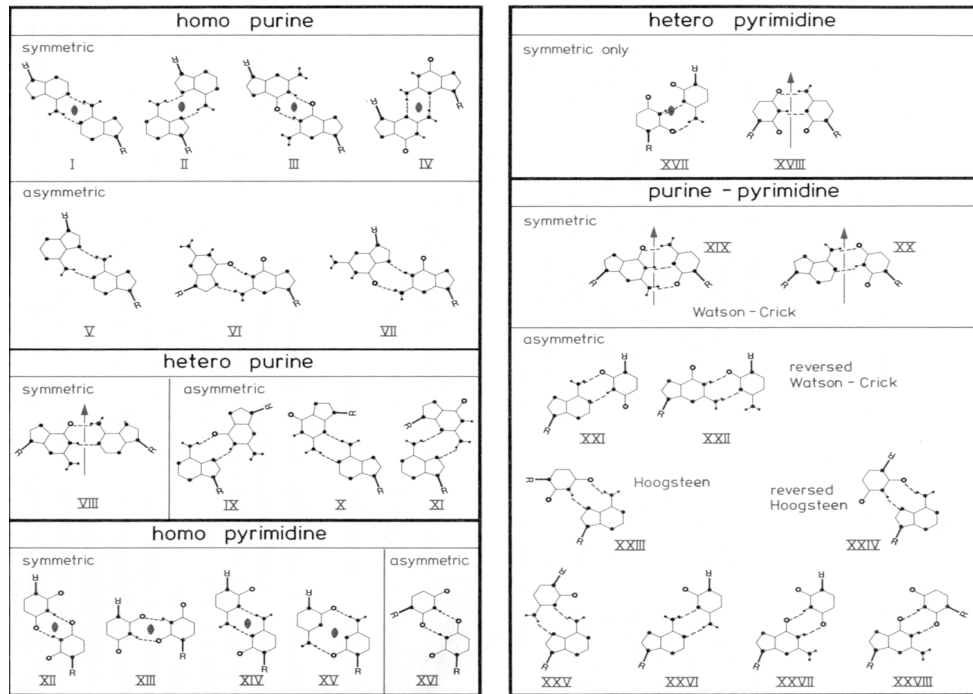 homo purine
symmetric
R
R
R
R
R
R
R
R
I
II
III
IV
asymmetric
R
R
R
R
R
R
V
VI
VII
hetero purine
symmetric
asymmetric
R
R
R
R
R
R
R
R
VIII
IX
X
XI
homo pyrimidine
symmetric
asymmetric
R
R
R
R
R
R
R
R
R
R
XII
XIII
XIV
XV
XVI
hetero pyrimidine
symmetric only
R
R
R
R
XVII
XVIII
purine - pyrimidine
symmetric
XIX
XX
R
R
R
R
Watson - Crick
asymmetric
R
R
reversed
Watson - Crick
R
R
XXI
XXII
R
R
Hoogsteen
reversed
Hoogsteen
R
R
XXIII
XXIV
R
R
R
R
R
R
R
R
XXV
XXVI
XXVII
XXVIII